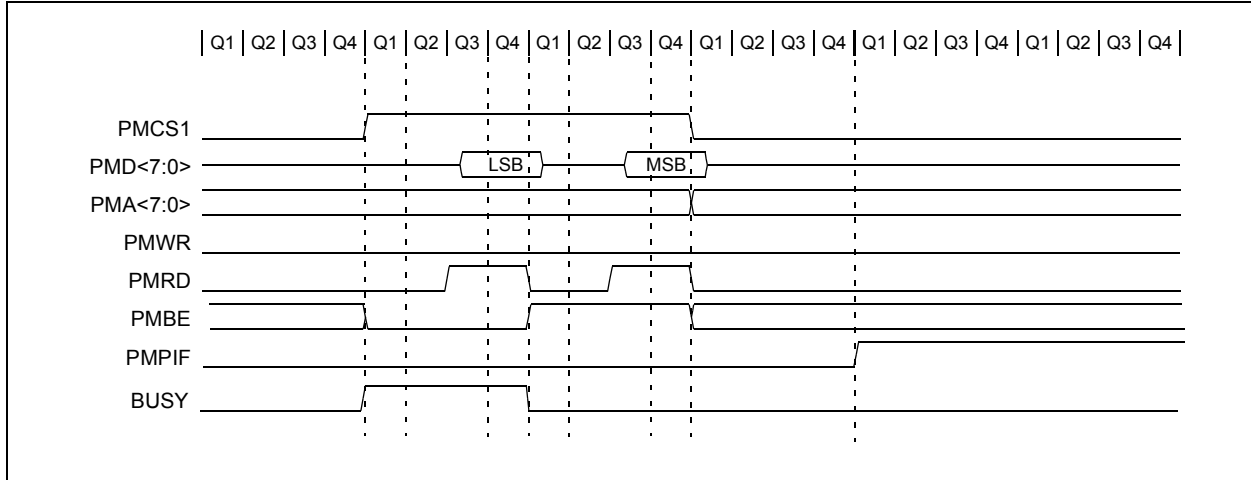 Q1 Q2 Q3 Q4 Q1 Q2 Q3 Q4 Q1 Q2 Q3 Q4 Q1 Q2 Q3 Q4 Q1 Q2 Q3 Q4 Q1 Q2 Q3 Q4
PMCS1
PMD<7:0> LSB MSB
PMA<7:0>
PMWR
PMRD
PMBE
PMPIF
BUSY